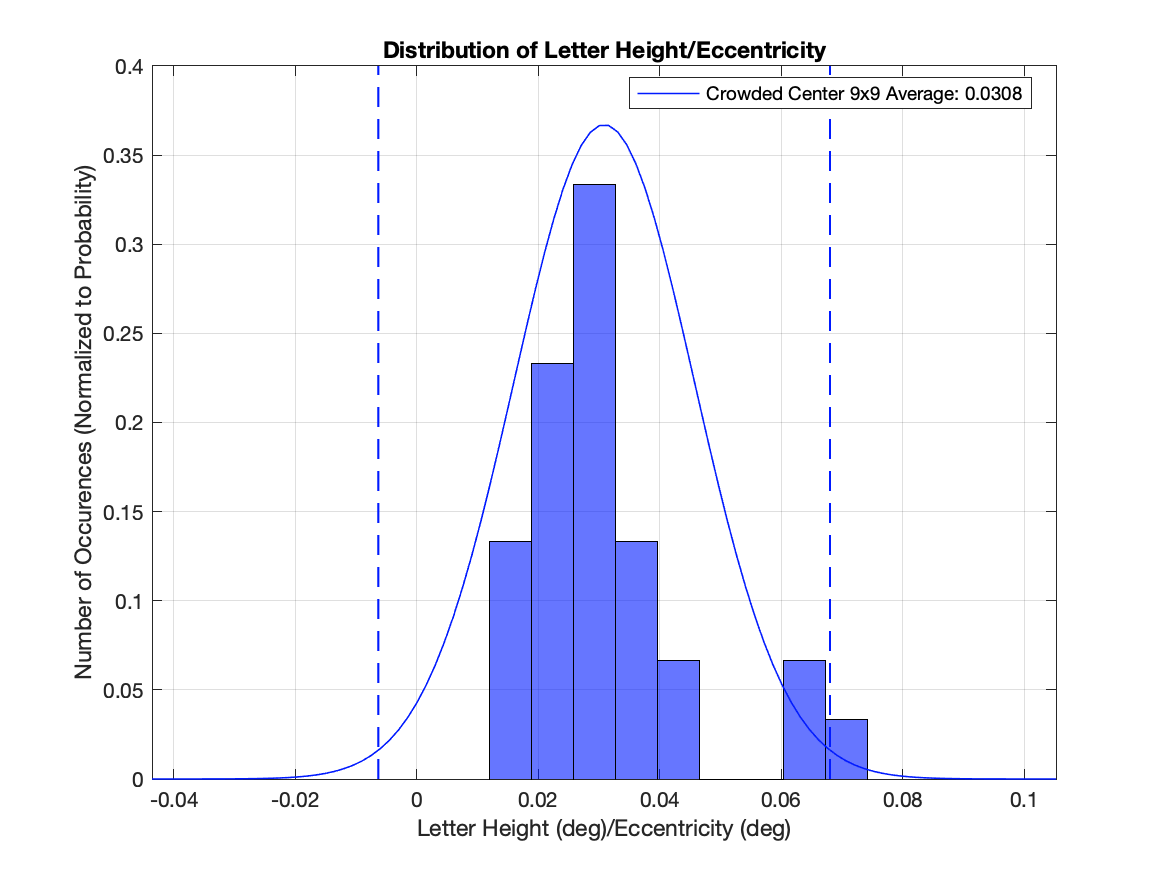 Distribution of Letter Height/Eccentricity
Crowded Center 9x9 Average: 0.0308
Number of Occurences (Normalized to Probability)
0.4
0.35
0.3
0.25
0.2
0.15
0.1
0.05
0
-0.04 -0.02 0 0.02 0.04 0.06 0.08 0.1
Letter Height (deg)/Eccentricity (deg)